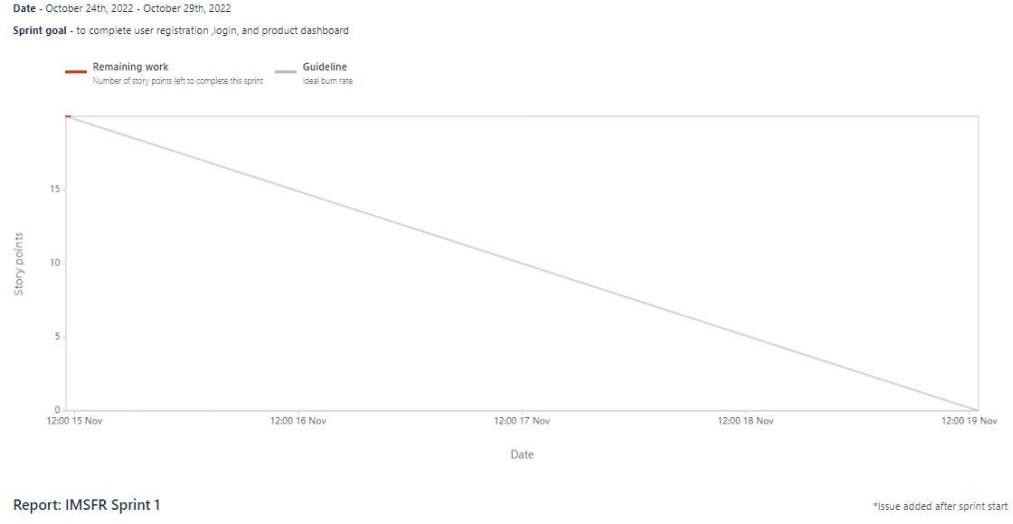 Date - October 24th, 2022 - October 29th, 2022
Sprint goal - to complete user registration ,login, and product dashboard
Remaining work
Number of story points left to complete this sprint
Guideline
Ideal burn rate
Story points
15
10
5
0
12:00 15 Nov
12:00 16 Nov
12:00 17 Nov
12:00 18 Nov
12:00 19 Nov
Date
Report: IMSFR Sprint 1
*Issue added after sprint start